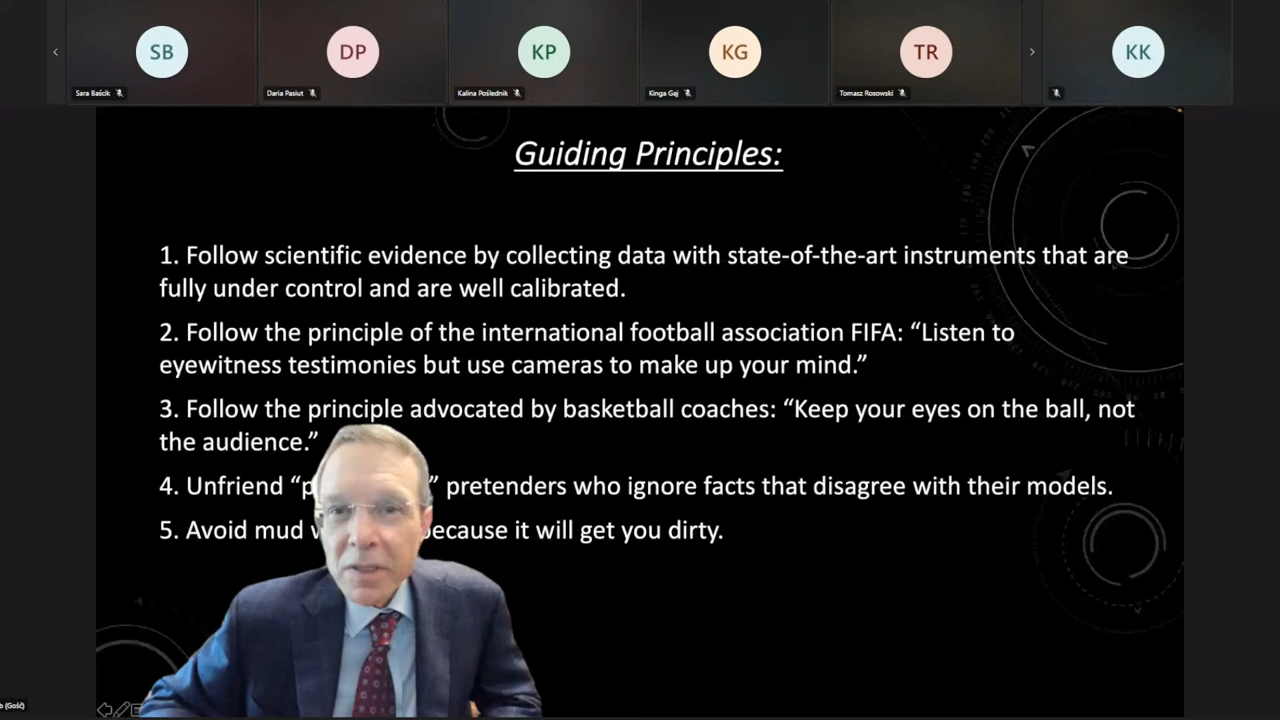 SB
DP
KP
KG
TR
KK
Sara Baścik
Daria Pasiut
Kalina Poślednik
Kinga Gaj
Tomasz Rosowski
Guiding Principles:
1. Follow scientific evidence by collecting data with state-of-the-art instruments that are
fully under control and are well calibrated.
2. Follow the principle of the international football association FIFA: “Listen to
eyewitness testimonies but use cameras to make up your mind.”
3. Follow the principle advocated by basketball coaches: “Keep your eyes on the ball, not
the audience.”
4. Unfriend “ ” pretenders who ignore facts that disagree with their models.
5. Avoid mud because it will get you dirty.
(Gość)